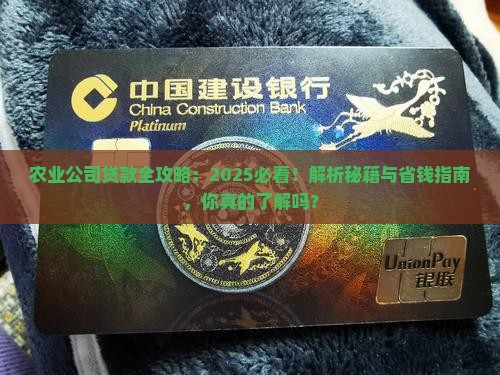 中国建设银行
China Construction Bank
Platinum
农业公司贷款全攻略：2025必看！解析秘籍与省钱指南
，你真的了解吗？
UnionPay
银联